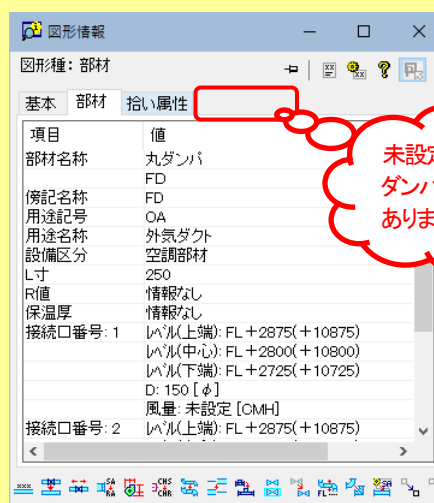 図形情報
図形種: 部材
基本 部材 拾い属性
項目 値
部材名称 丸ダンパ
FD
傍記名称 FD
用途記号 OA
用途名称 外気ダクト
設備区分 空調部材
L寸 250
R値 情報なし
保温厚 情報なし
接続口番号: 1 レベル(上端): FL+2875(+10875)
レベル(中心): FL+2800(+10800)
レベル(下端): FL+2725(+10725)
D: 150 [φ]
風量: 未設定 [CMH]
接続口番号: 2 レベル(上端): FL+2875(+10875)
未設定
ダンパ
ありま